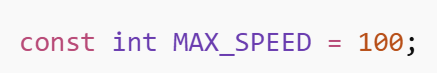 const int MAX_SPEED = 100;